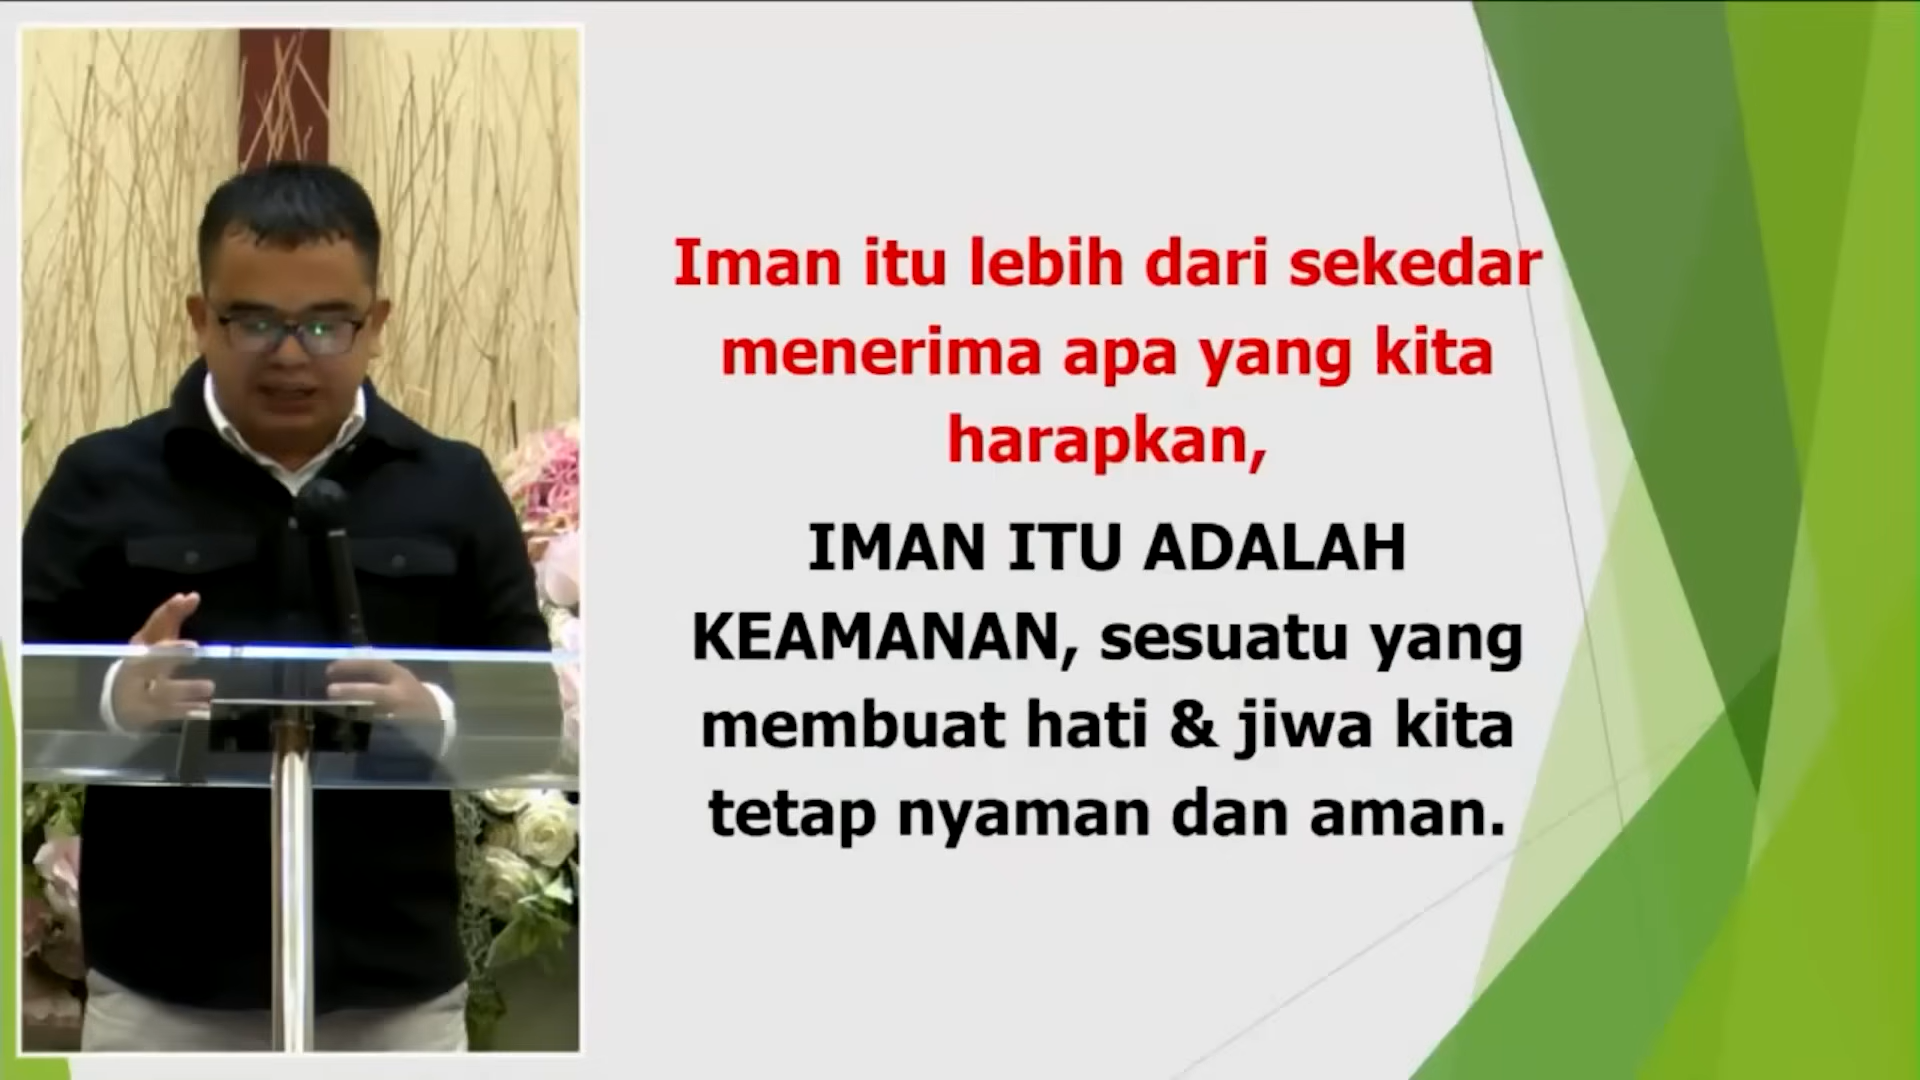 Iman itu lebih dari sekedar
menerima apa yang kita
harapkan,
IMAN ITU ADALAH
KEAMANAN, sesuatu yang
membuat hati & jiwa kita
tetap nyaman dan aman.